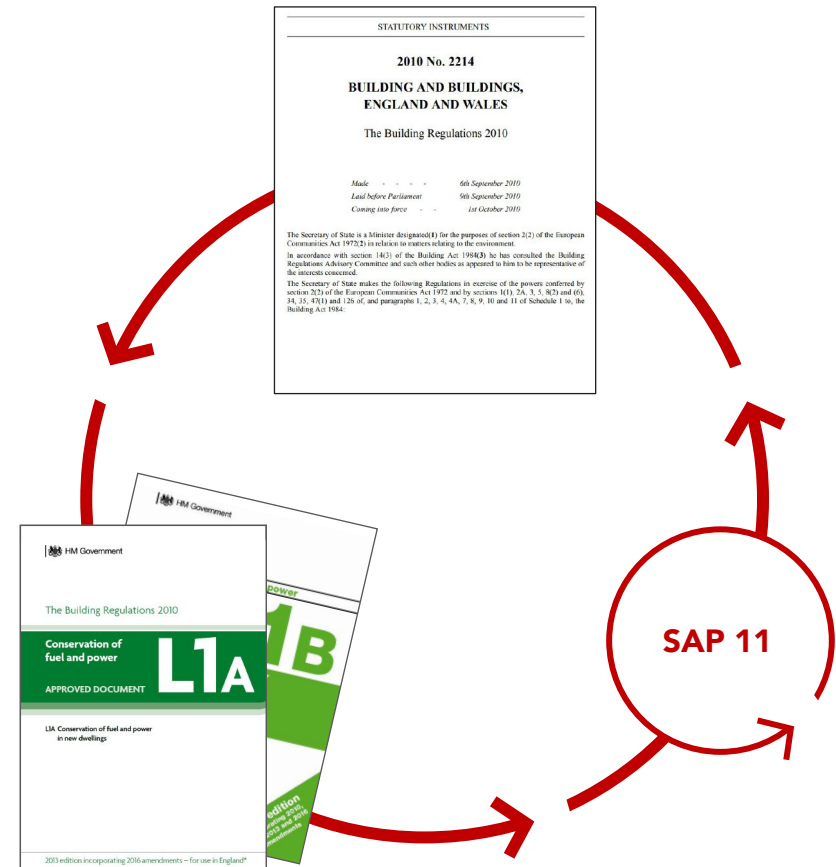 STATUTORY INSTRUMENTS
2010 No. 2214
BUILDING AND BUILDINGS,
ENGLAND AND WALES
The Building Regulations 2010
Made - - - - 6th September 2010
Laid before Parliament 9th September 2010
Coming into force - - 1st October 2010
The Secretary of State is a Minister designated(1) for the purposes of section 2(2) of the European
Communities Act 1972(2) in relation to matters relating to the environment.
In accordance with section 14(3) of the Building Act 1984(3) he has consulted the Building
Regulations Advisory Committee and such other bodies as appeared to him to be representative of
the interests concerned.
The Secretary of State makes the following Regulations in exercise of the powers conferred by
section 2(2) of the European Communities Act 1972 and by sections 1(1), 2A, 3, 5, 8(2) and (6),
34, 35, 47(1) and 126 of, and paragraphs 1, 2, 3, 4, 4A, 7, 8, 9, 10 and 11 of Schedule 1 to, the
Building Act 1984:
HM Government
power
1B
edition
2010,
2013 and 2016
amendments
HM Government
The Building Regulations 2010
Conservation of
fuel and power
APPROVED DOCUMENT
L1A
L1A Conservation of fuel and power
in new dwellings
2013 edition incorporating 2016 amendments – for use in England*
SAP 11